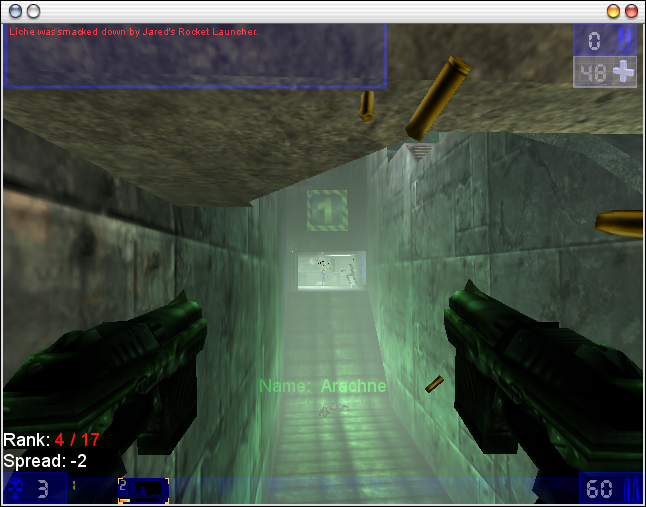 Liche was smacked down by Jared's Rocket Launcher.
0
48
1
Name: Arachne
Rank: 4 / 17
Spread: -2
3
1
2
60